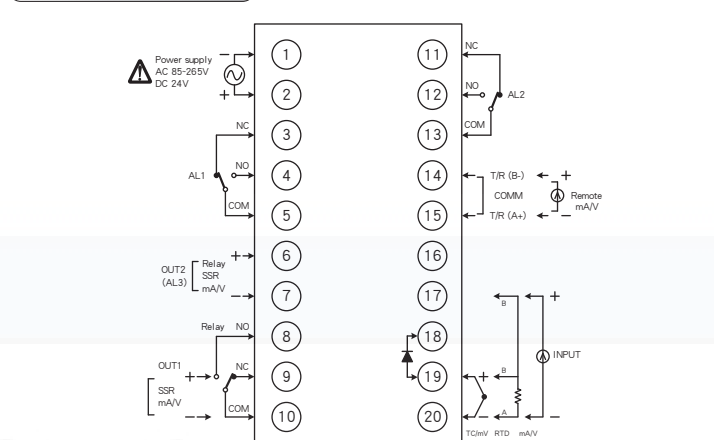 Power supply
AC 85-265V
DC 24V
−
+
1
2
3
4
5
6
7
8
9
10
11
12
13
14
15
16
17
18
19
20
NC
NO
COM
AL1
NC
NO
COM
AL2
T/R (B-)
COMM
T/R (A+)
+
−
Remote
mA/V
OUT2
(AL3)
Relay
SSR
mA/V
+
−
Relay NO
OUT1
NC
COM
+
−
SSR
mA/V
B
B
A
+
−
+
−
INPUT
TC/mV RTD mA/V